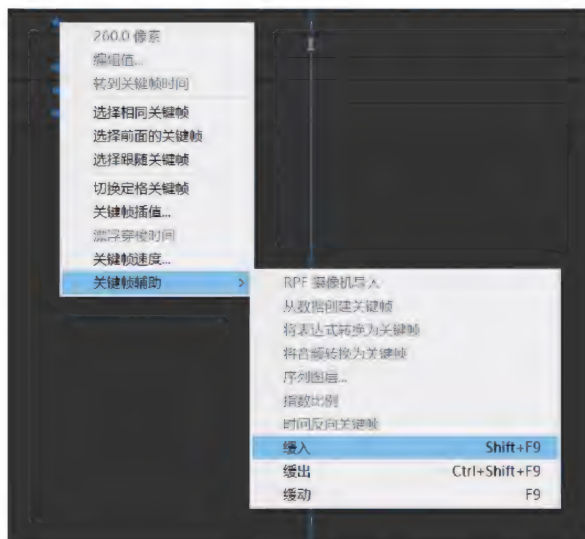 260.0 像素
编辑值...
转到关键帧时间
选择相同关键帧
选择前面的关键帧
选择跟随关键帧
切换定格关键帧
关键帧插值...
漂浮穿梭时间
关键帧速度...
关键帧辅助 >
RPF 摄像机导入
从数据创建关键帧
将表达式转换为关键帧
将音频转换为关键帧
序列图层...
指数比例
时间反向关键帧
缓入 Shift+F9
缓出 Ctrl+Shift+F9
缓动 F9